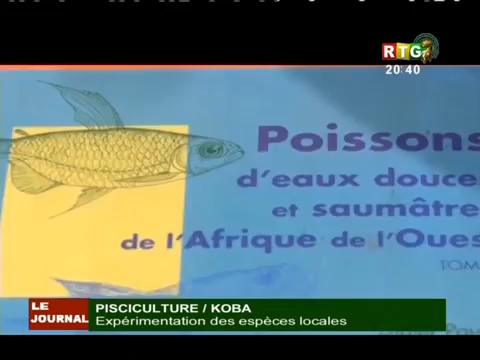 RTG
20:40
Poissons
d'eaux douce
et saumâtre
de l'Afrique de l'Oues
TOM
LE
JOURNAL
PISCICULTURE / KOBA
Expérimentation des espèces locales